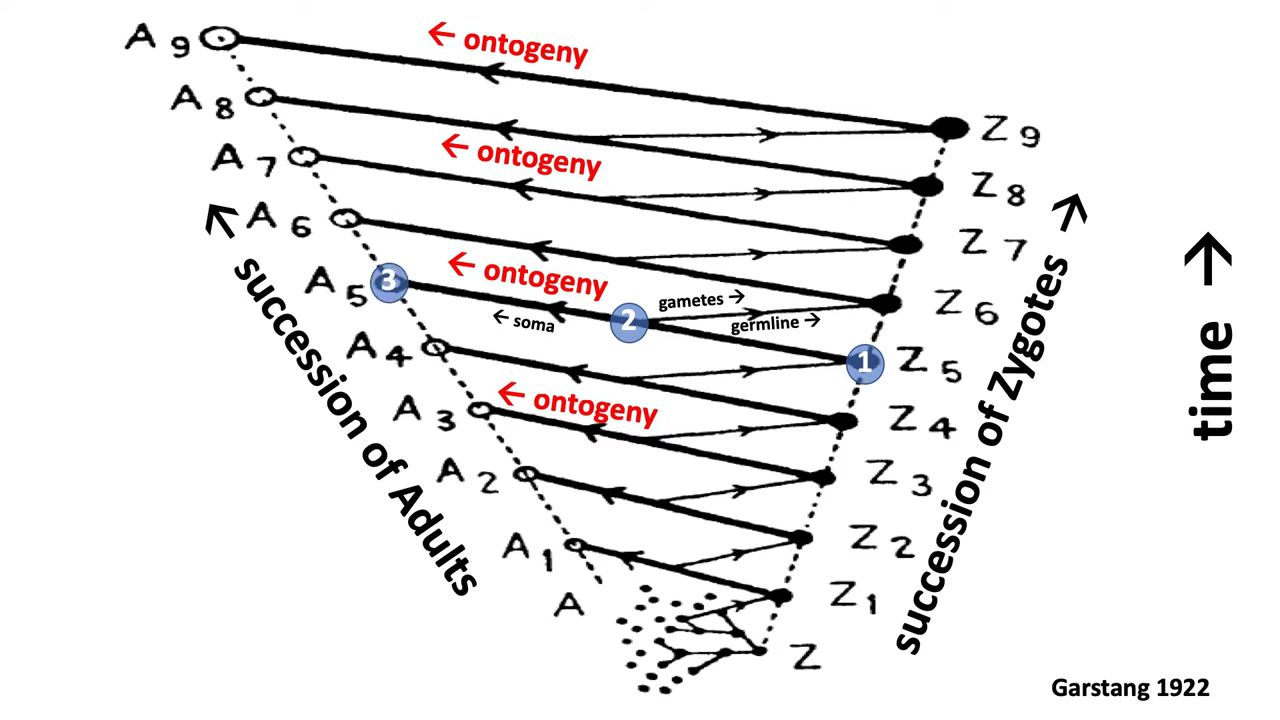 A 9
← ontogeny
A 8
Z 9
← ontogeny
A 7
Z 8
A 6
Z 7
← ontogeny
A 5
3
gametes →
Z 6
← soma
2
germline →
A 4
1
Z 5
← ontogeny
A 3
Z 4
A 2
Z 3
A 1
Z 2
A
Z 1
Z
← succession of Adults
succession of Zygotes →
time →
Garstang 1922